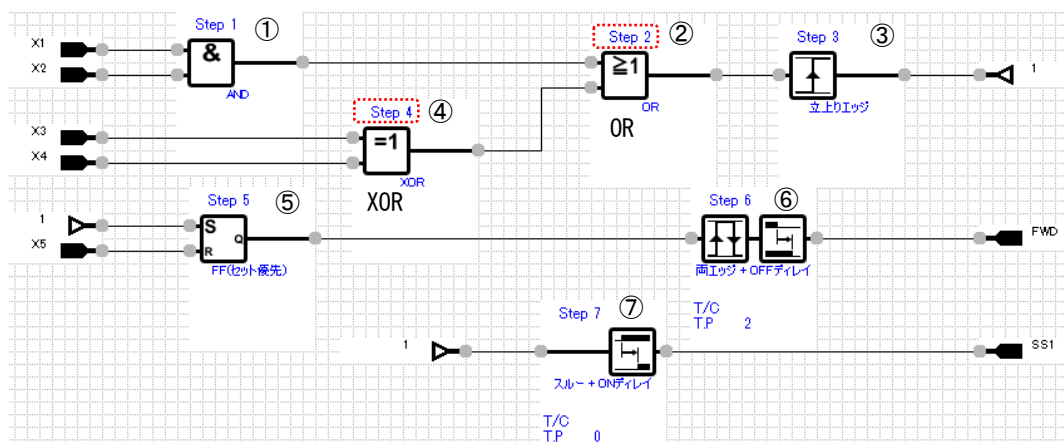 Step 1 ①
X1
X2
&
AND
Step 2 ②
≧1
OR
OR
Step 3 ③
立上りエッジ
1
X3
X4
Step 4 ④
=1
XOR
XOR
1
X5
Step 5 ⑤
S
R
Q
FF(セット優先)
Step 6 ⑥
両エッジ+OFFディレイ
T/C
T.P 2
FWD
1
Step 7 ⑦
スルー+ONディレイ
T/C
T.P 0
SS1